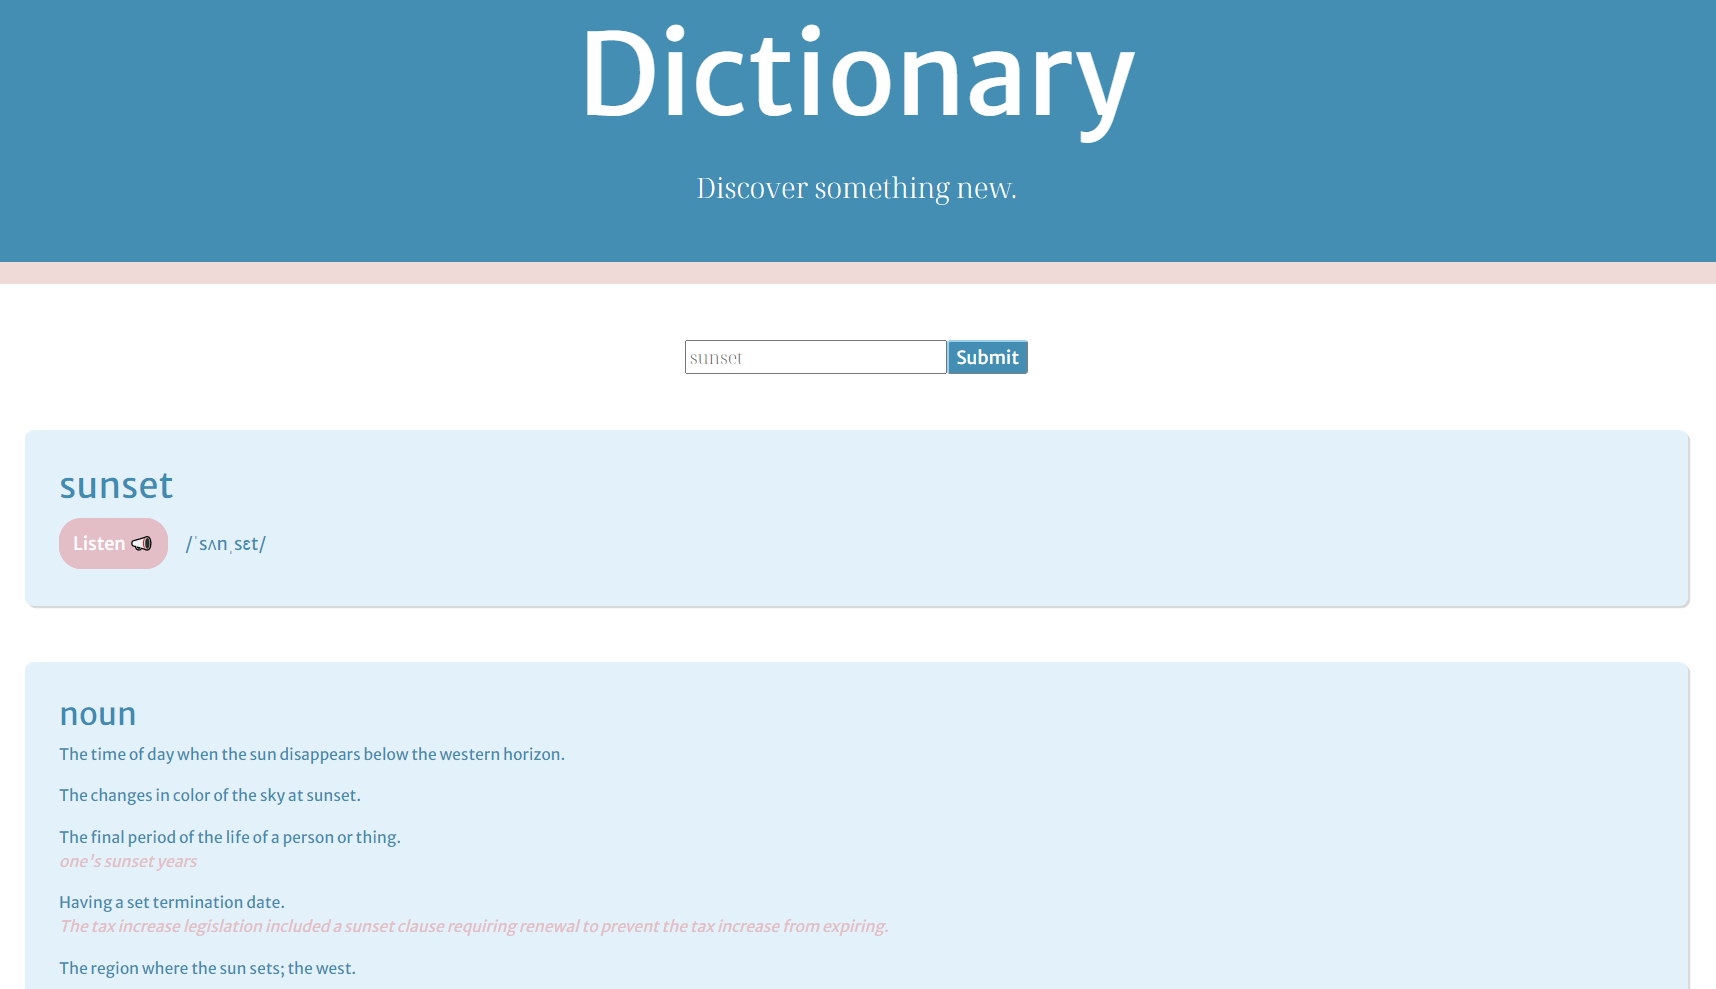 Dictionary
Discover something new.
sunset Submit
sunset
Listen /ˈsʌnˌsɛt/
noun
The time of day when the sun disappears below the western horizon.
The changes in color of the sky at sunset.
The final period of the life of a person or thing.
one's sunset years
Having a set termination date.
The tax increase legislation included a sunset clause requiring renewal to prevent the tax increase from expiring.
The region where the sun sets; the west.